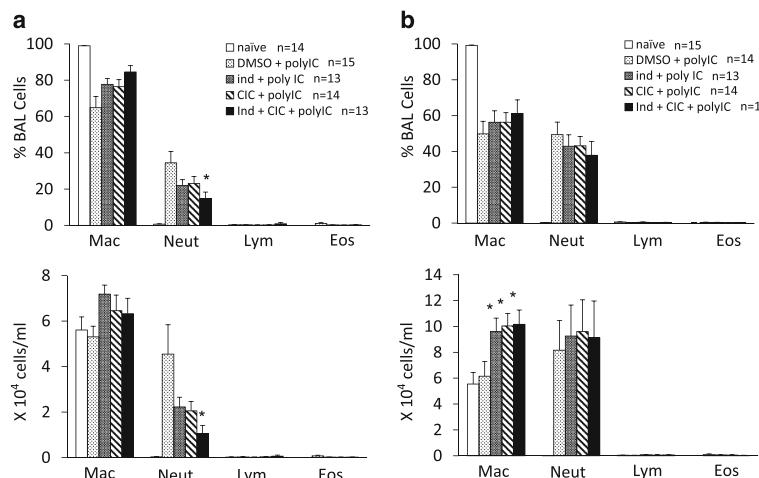 a
100
80
60
40
20
0
% BAL Cells
naïve n=14
DMSO + polyIC n=15
ind + poly IC n=13
CIC + polyIC n=14
Ind + CIC + polyIC n=13
*
Mac Neut Lym Eos
b
100
80
60
40
20
0
% BAL Cells
naïve n=15
DMSO + polyIC n=14
ind + polyIC n=13
CIC + polyIC n=14
Ind + CIC + polyIC n=1
Mac Neut Lym Eos
8
6
4
2
0
X 10⁴ cells/ml
*
Mac Neut Lym Eos
14
12
10
8
6
4
2
0
X 10⁴ cells/ml
* * *
Mac Neut Lym Eos